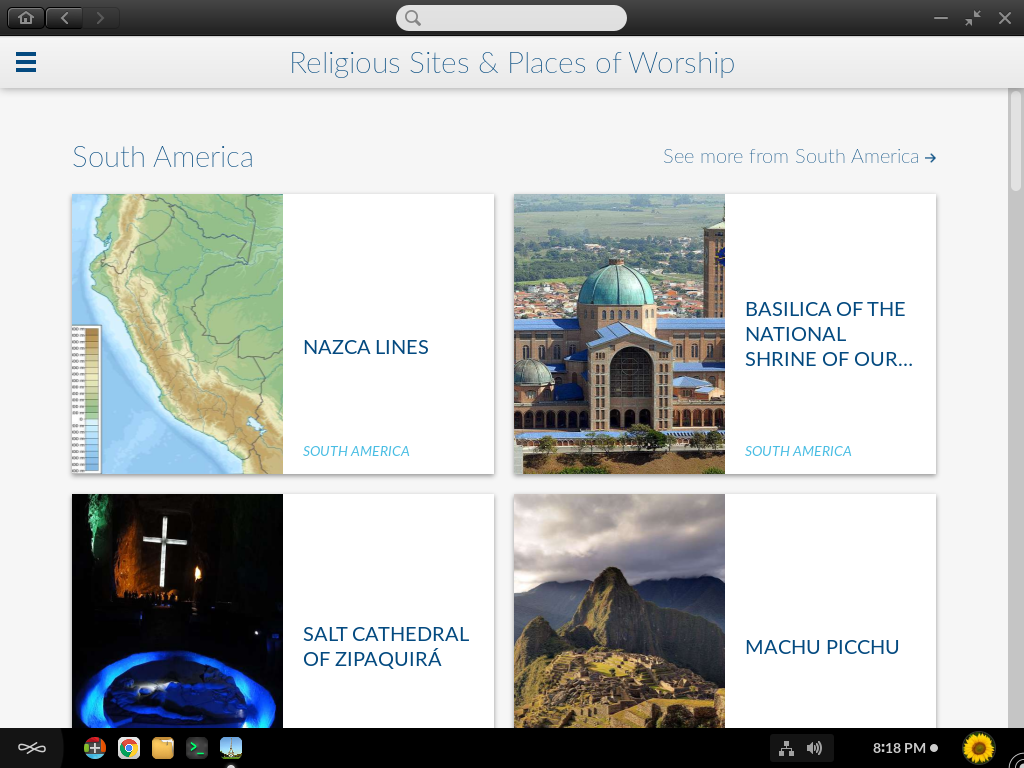 Religious Sites & Places of Worship
South America
See more from South America →
NAZCA LINES
SOUTH AMERICA
BASILICA OF THE
NATIONAL
SHRINE OF OUR...
SOUTH AMERICA
SALT CATHEDRAL
OF ZIPAQUIRÁ
MACHU PICCHU
8:18 PM